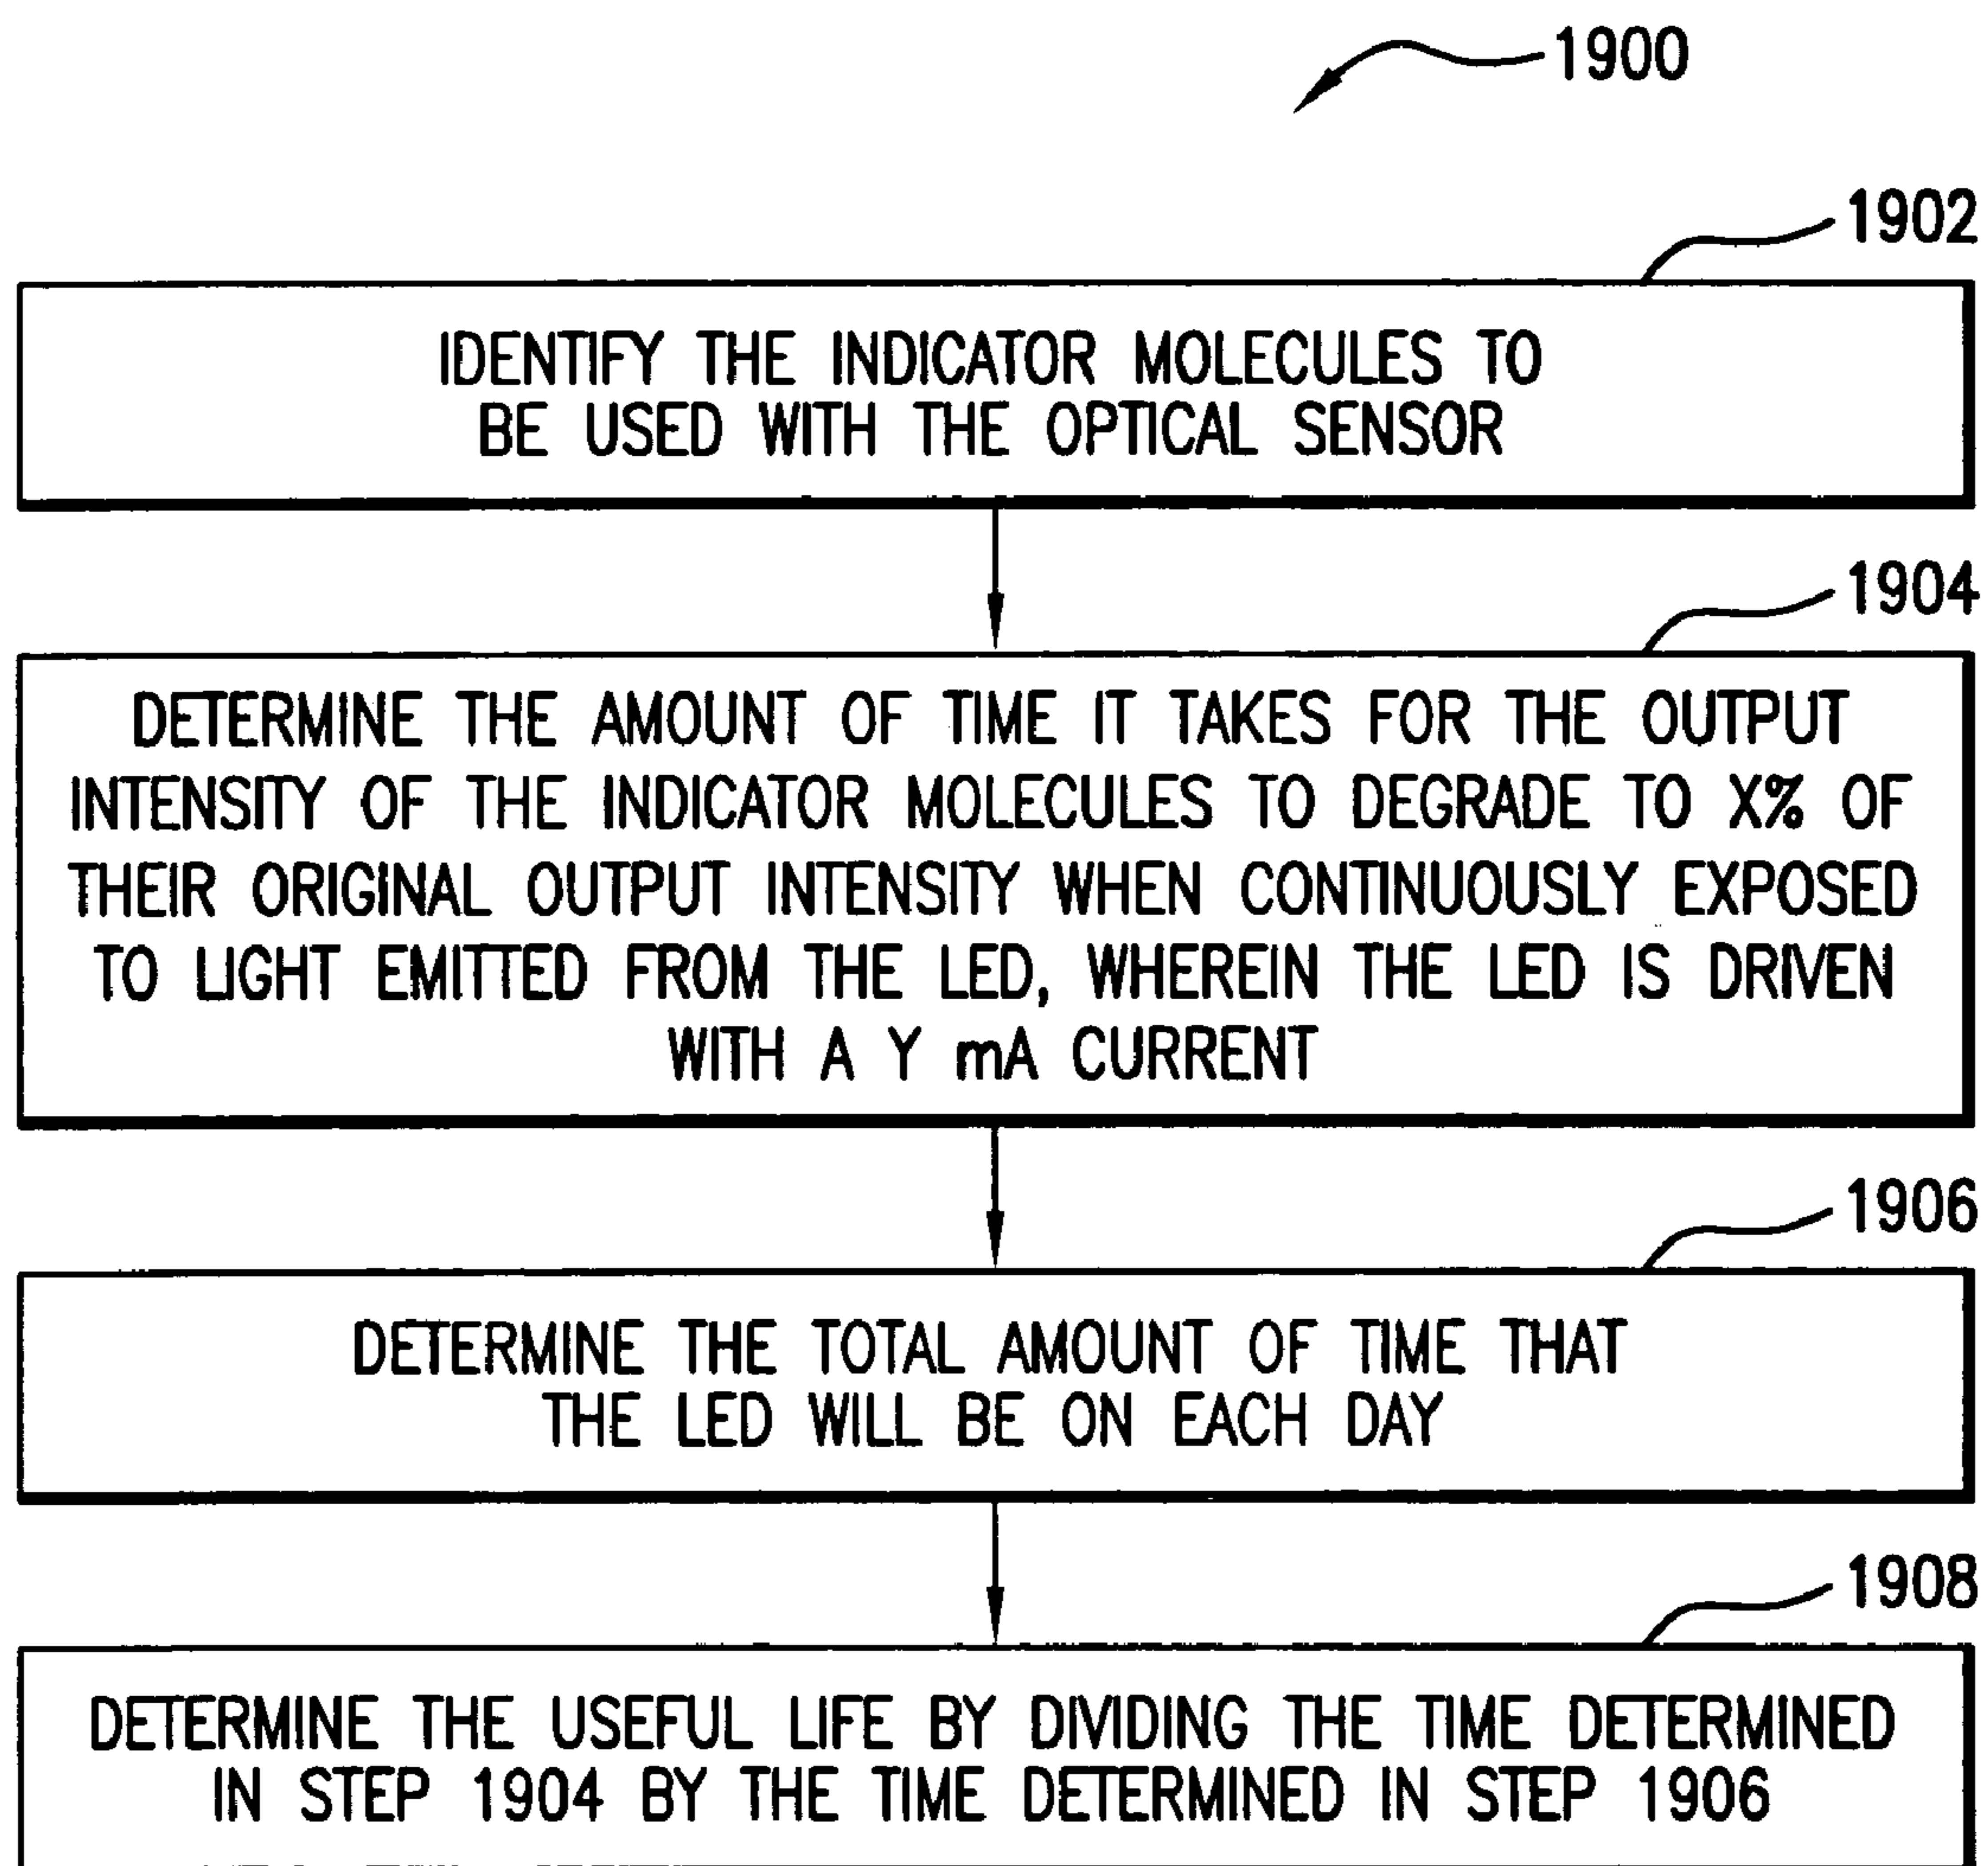 1900
1902
IDENTIFY THE INDICATOR MOLECULES TO
BE USED WITH THE OPTICAL SENSOR
1904
DETERMINE THE AMOUNT OF TIME IT TAKES FOR THE OUTPUT
INTENSITY OF THE INDICATOR MOLECULES TO DEGRADE TO X% OF
THEIR ORIGINAL OUTPUT INTENSITY WHEN CONTINUOUSLY EXPOSED
TO LIGHT EMITTED FROM THE LED, WHEREIN THE LED IS DRIVEN
WITH A Y mA CURRENT
1906
DETERMINE THE TOTAL AMOUNT OF TIME THAT
THE LED WILL BE ON EACH DAY
1908
DETERMINE THE USEFUL LIFE BY DIVIDING THE TIME DETERMINED
IN STEP 1904 BY THE TIME DETERMINED IN STEP 1906